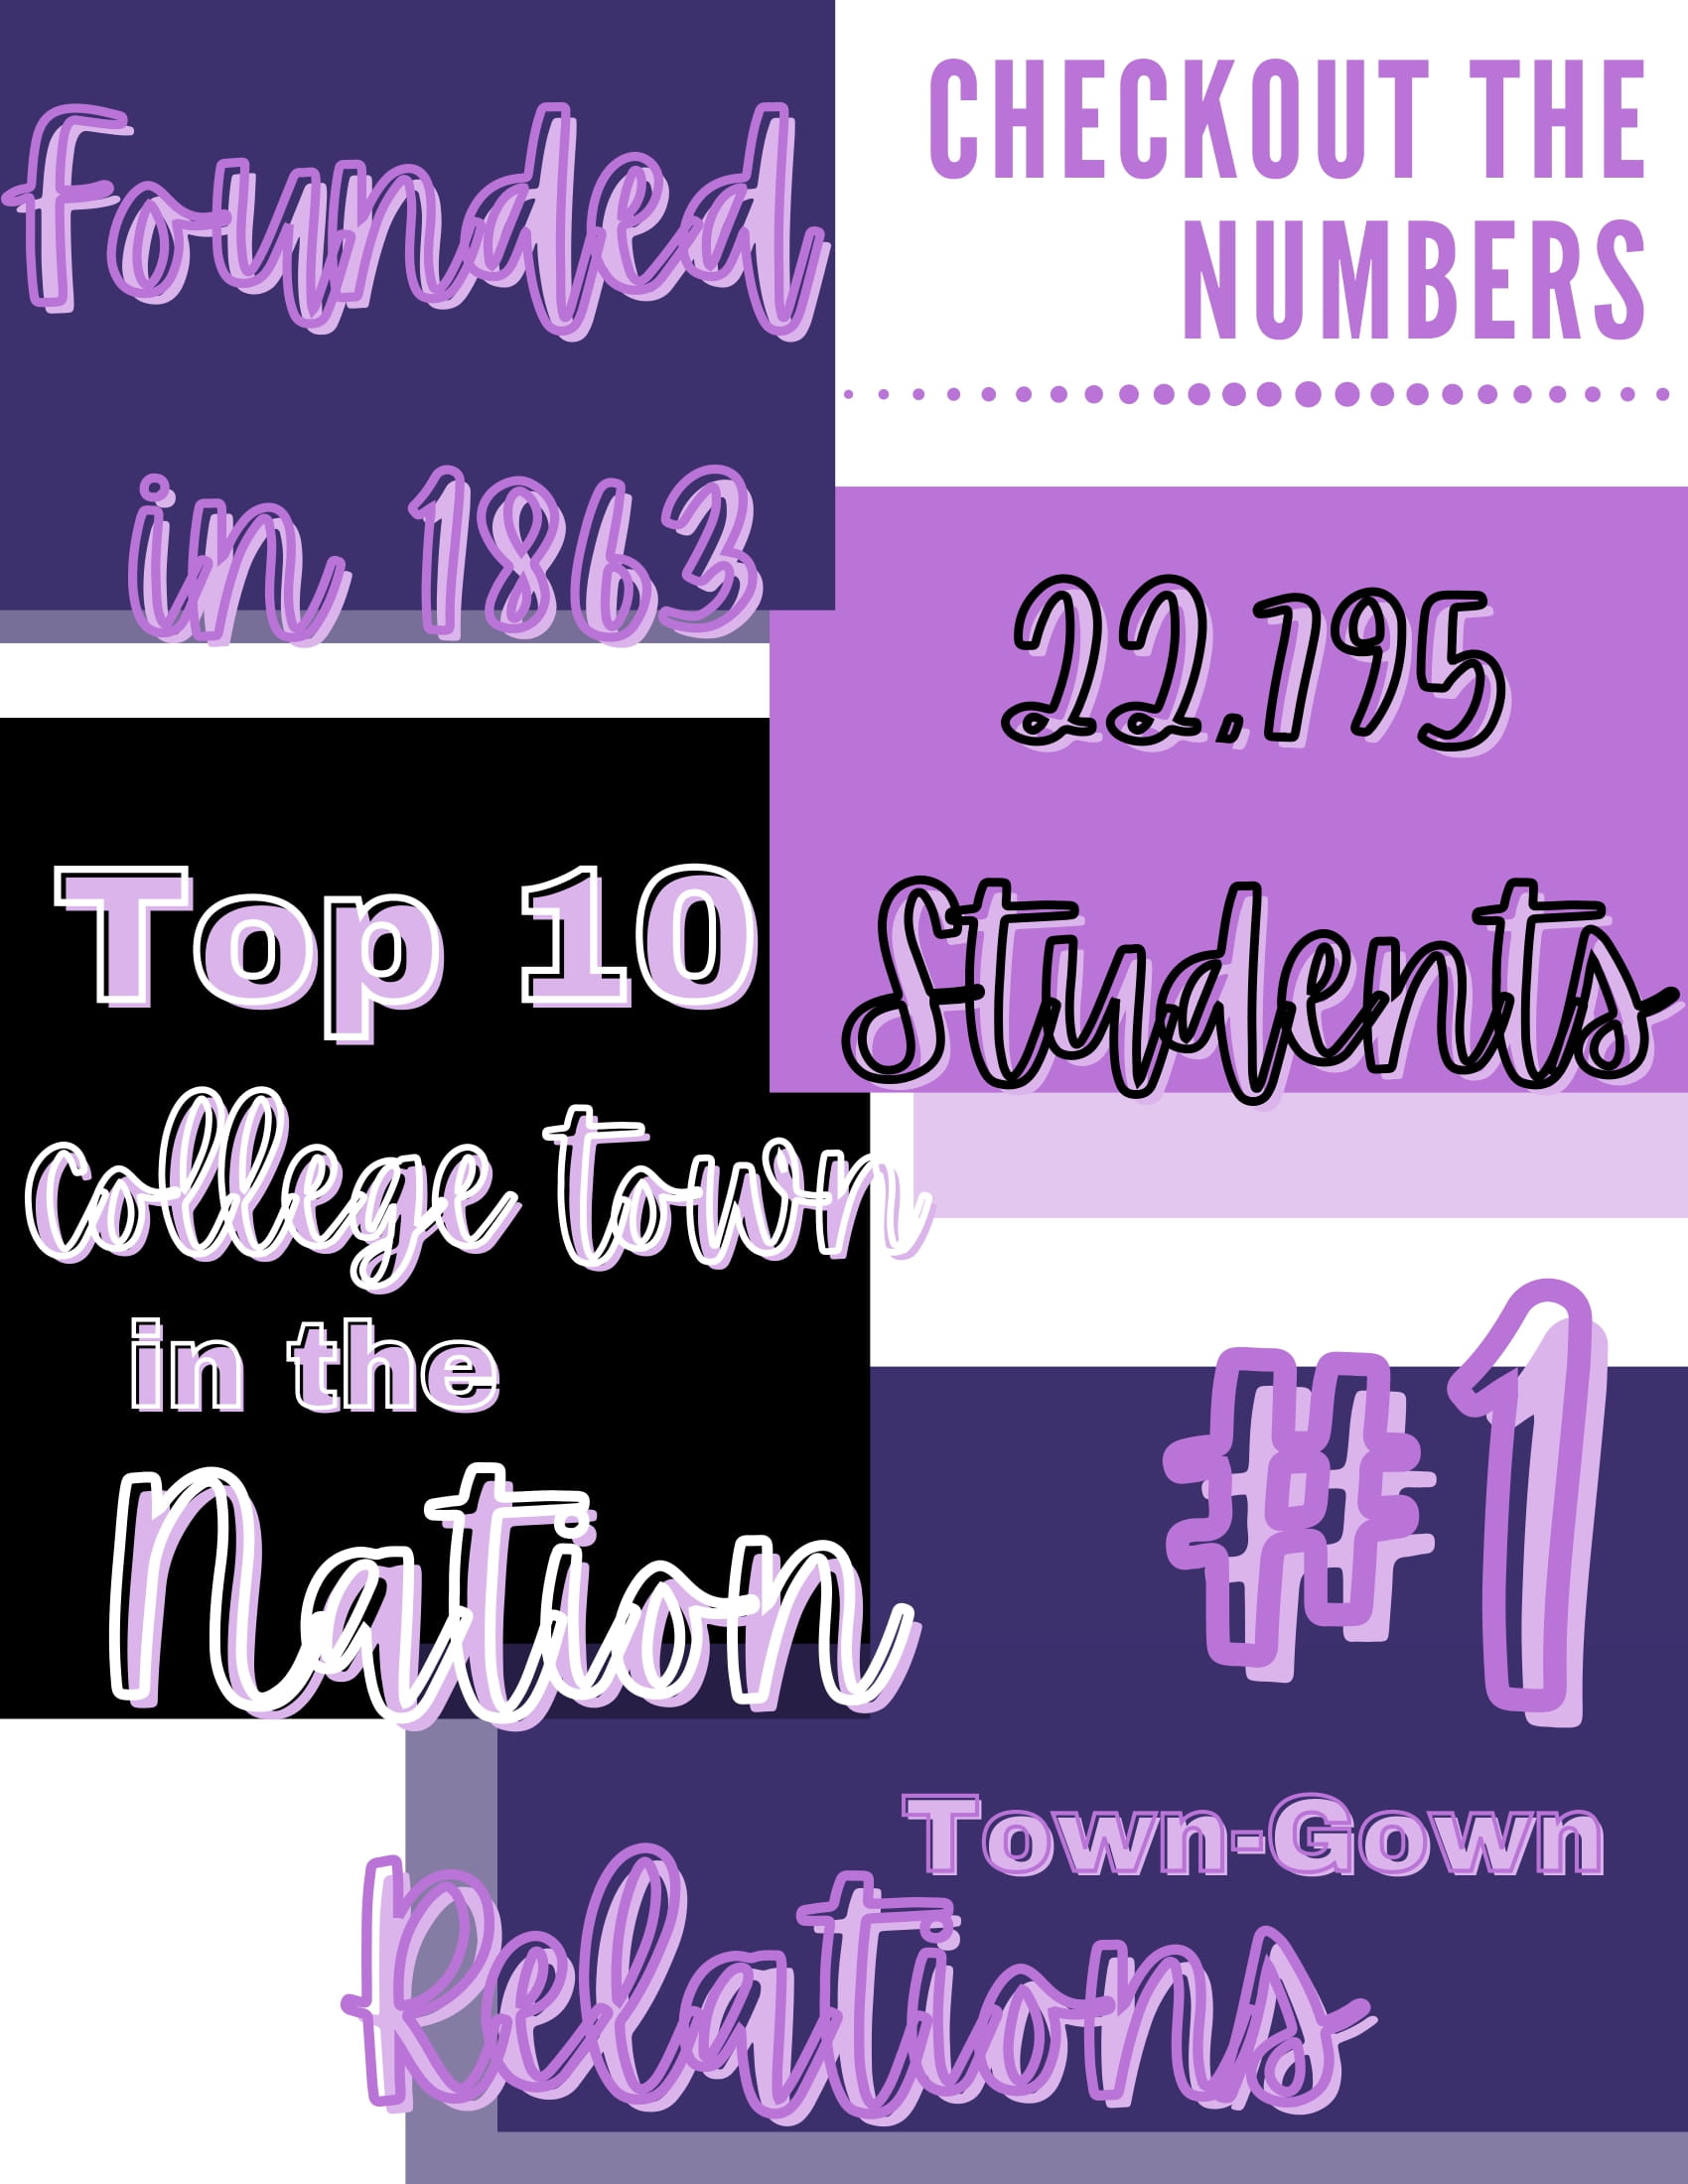 CHECKOUT THE
NUMBERS
Founded
in 1863
22,795
Students
Top 10
college town
in the
Nation
#1
Town-Gown
Relations